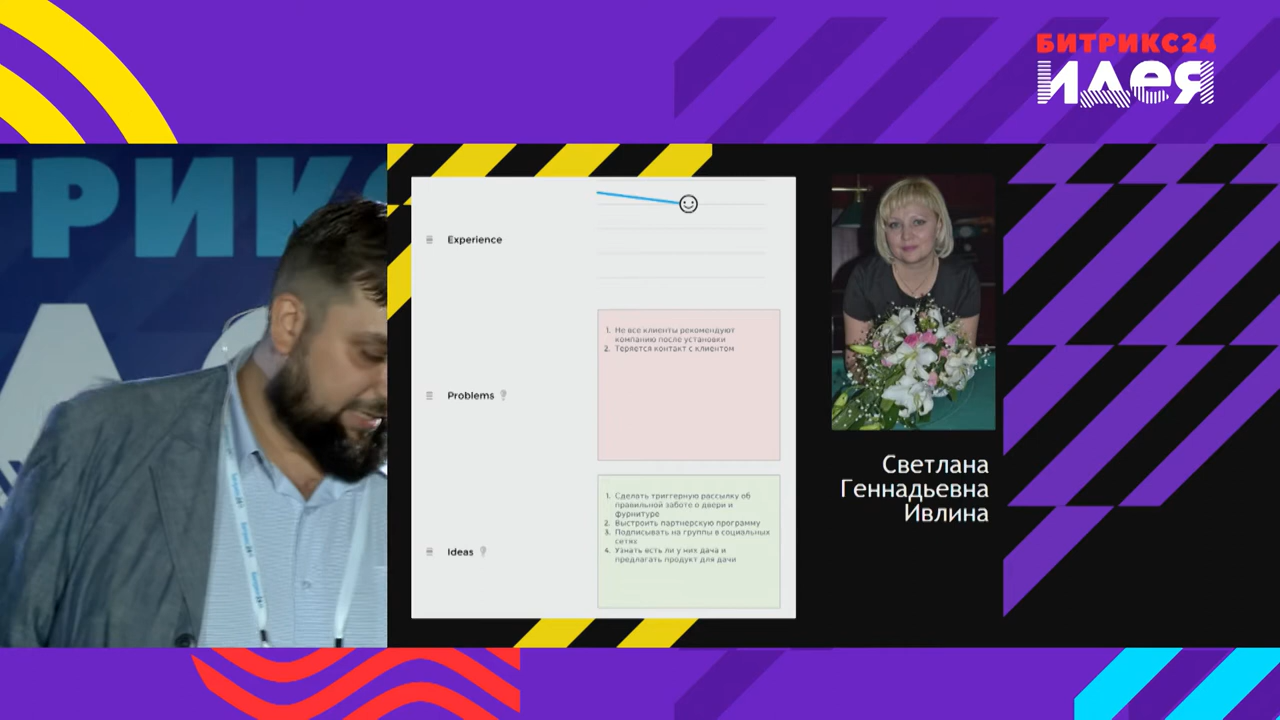 БИТРИКС24
идея
ТРИКС
Experience
1. Не все клиенты рекомендуют
компанию после установки
2. Теряется контакт с клиентом
Problems
1. Сделать триггерную рассылку об
правильной заботе о двери и
фурнитуре
2. Выстроить партнерскую программу
3. Подписывать на группы в социальных
сетях
4. Узнать есть ли у них дача и
предлагать продукт для дачи
Ideas
Светлана
Геннадьевна
Ивлина